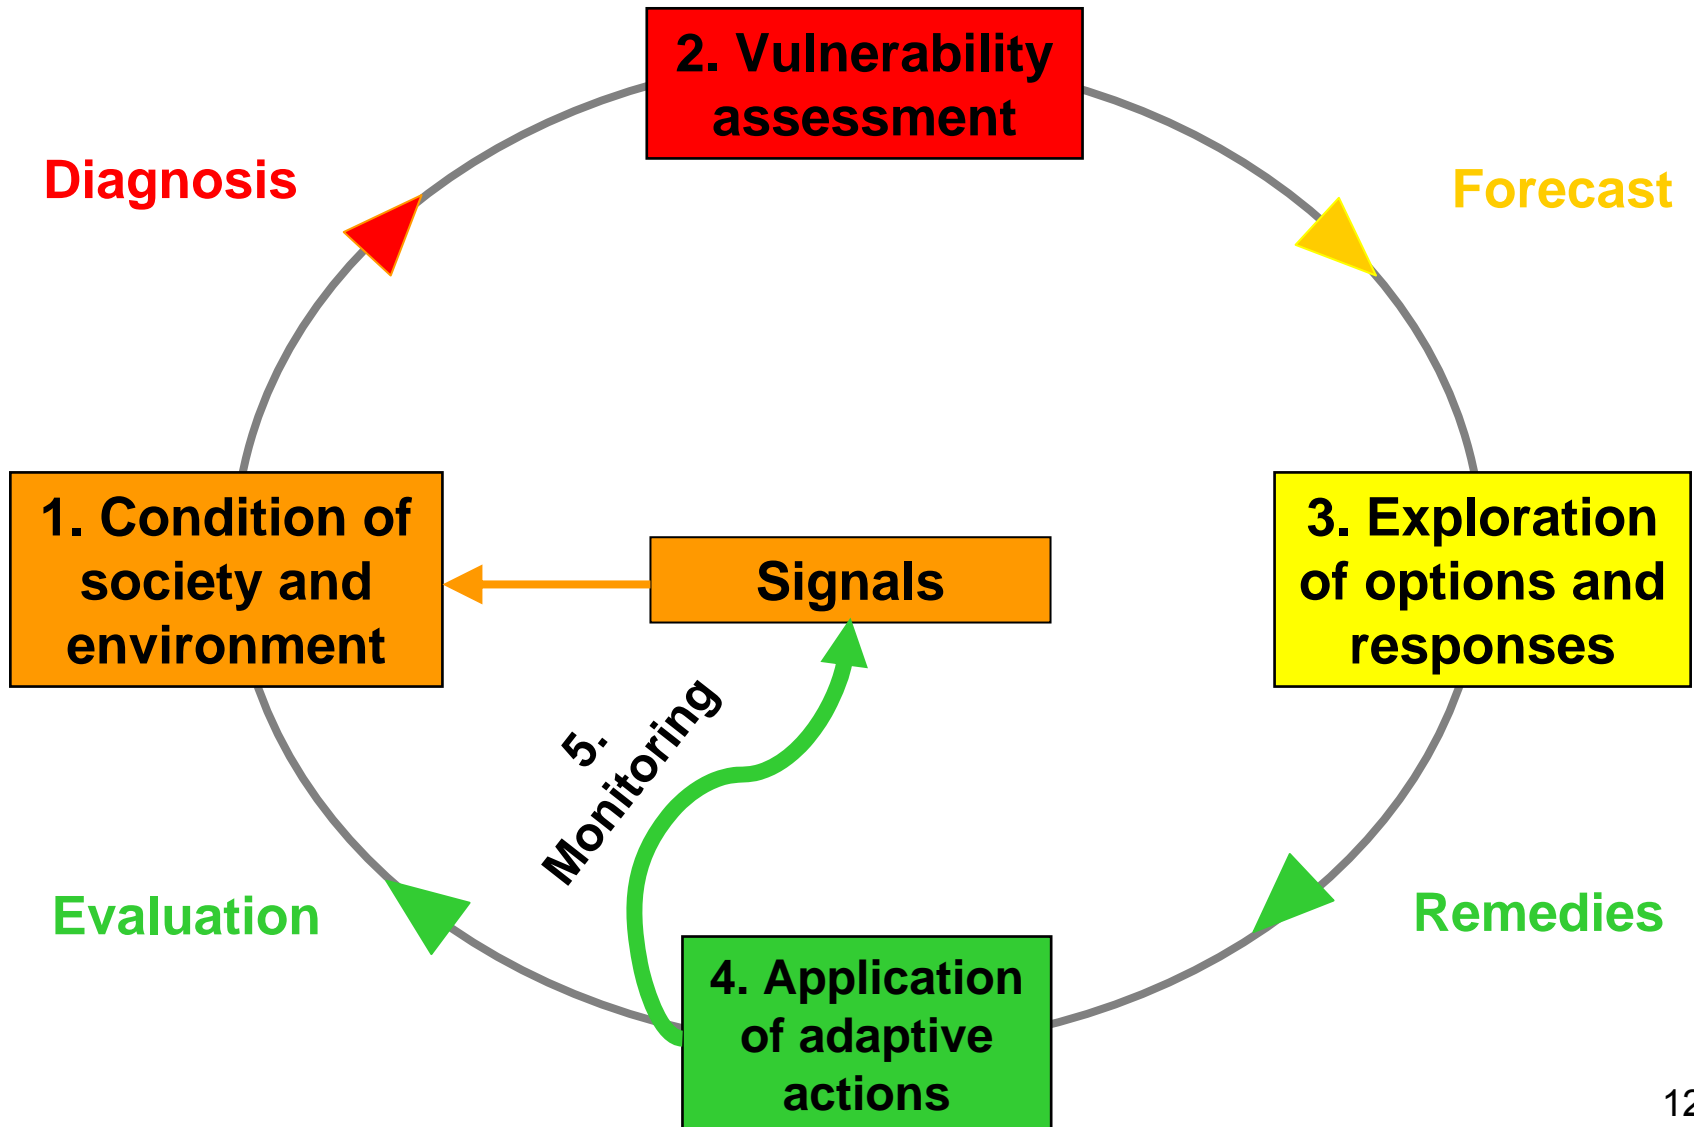 2. Vulnerability
assessment
Diagnosis
Forecast
1. Condition of
society and
environment
Signals
3. Exploration
of options and
responses
5.
Monitoring
Evaluation
Remedies
4. Application
of adaptive
actions
12